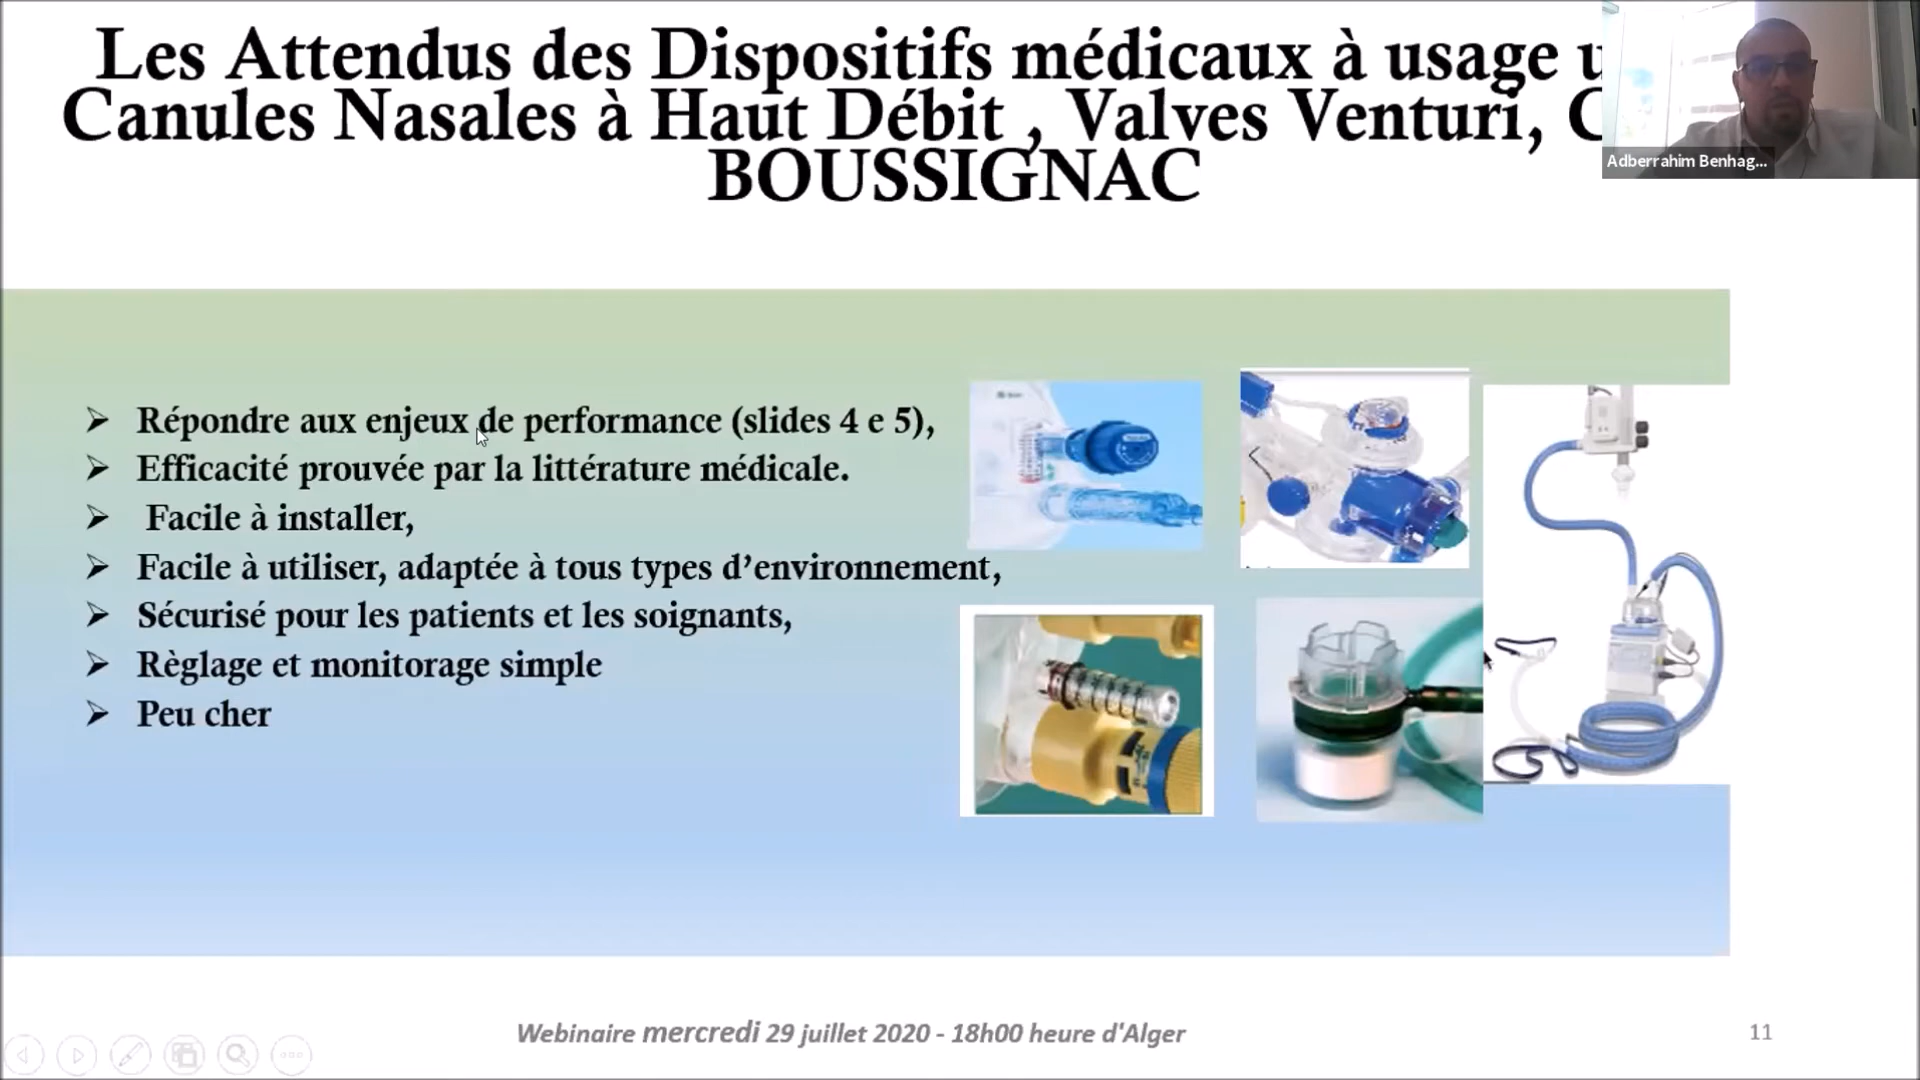 Les Attendus des Dispositifs médicaux à usage
Canules Nasales à Haut Débit , Valves Venturi,
BOUSSIGNAC
Adberrahim Benhag...
➢ Répondre aux enjeux de performance (slides 4 e 5),
➢ Efficacité prouvée par la littérature médicale.
➢ Facile à installer,
➢ Facile à utiliser, adaptée à tous types d’environnement,
➢ Sécurisé pour les patients et les soignants,
➢ Règlage et monitorage simple
➢ Peu cher
Webinaire mercredi 29 juillet 2020 - 18h00 heure d'Alger
11